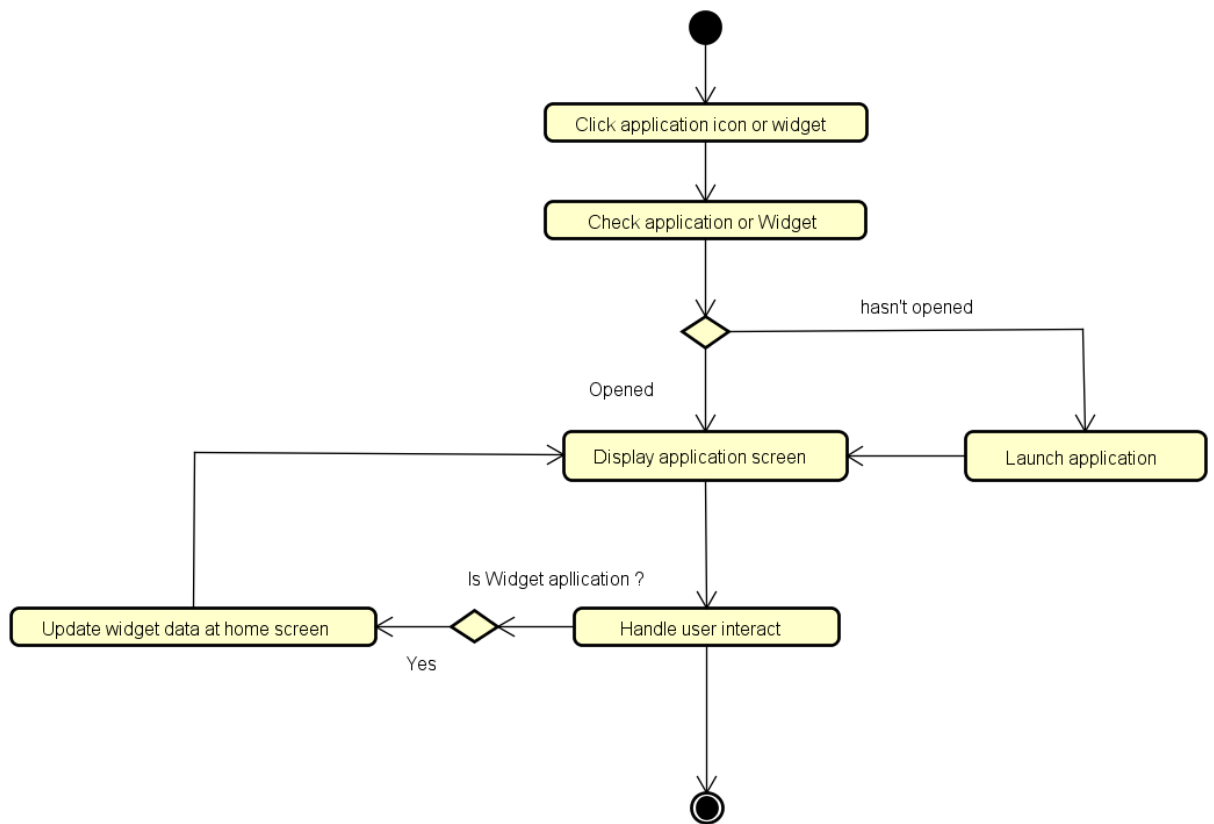 Click application icon or widget
Check application or Widget
hasn't opened
Opened
Display application screen
Launch application
Is Widget apllication ?
Update widget data at home screen
Handle user interact
Yes